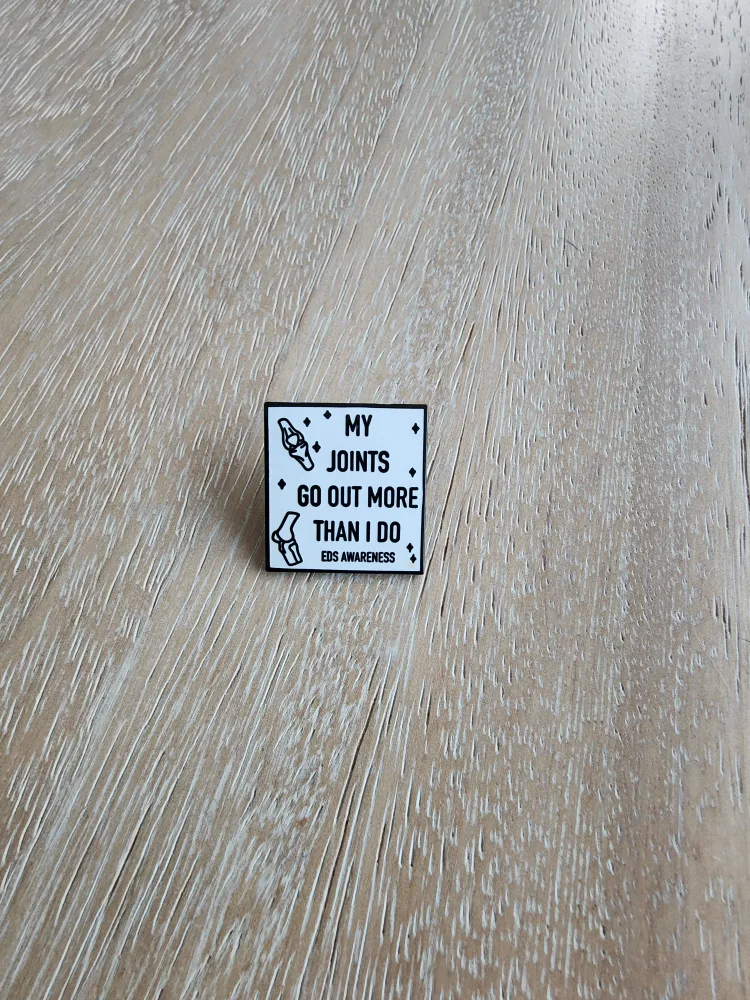 MY
JOINTS
GO OUT MORE
THAN I DO
EDS AWARENESS